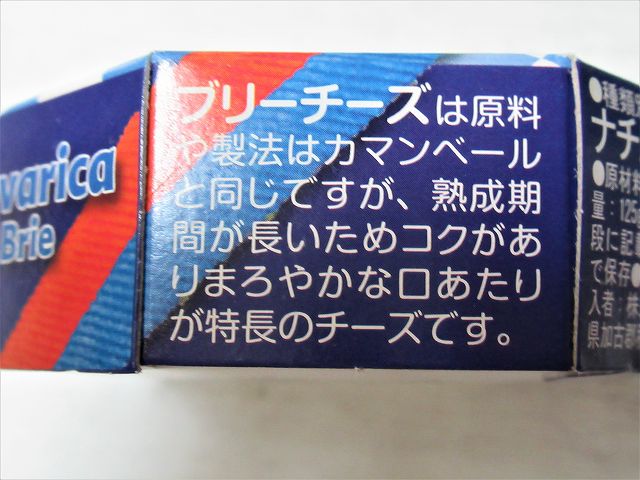 varica
Brie
ブリーチーズは原料
や製法はカマンベール
と同じですが、熟成期
間が長いためコクがあ
りまろやかな口あたり
が特長のチーズです。
●種類別
ナチ
●原材
量：125
段に記
で保存●
入者：株
県加古郡